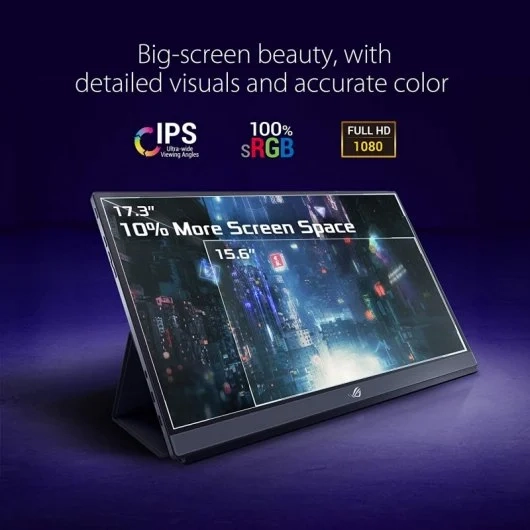 Big-screen beauty, with
detailed visuals and accurate color
IPS
Ultra-wide
Viewing Angles
100%
sRGB
FULL HD
1080
17.3"
10% More Screen Space
15.6"